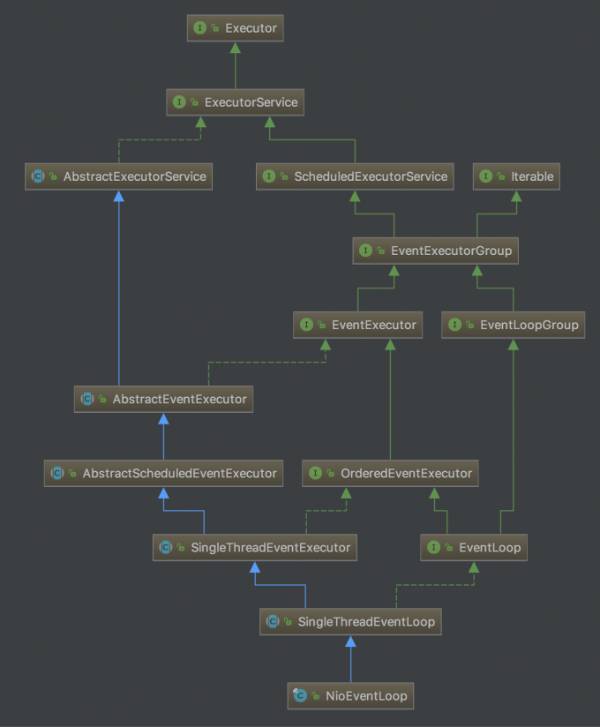 Executor
ExecutorService
AbstractExecutorService
ScheduledExecutorService
Iterable
EventExecutorGroup
EventExecutor
EventLoopGroup
AbstractEventExecutor
AbstractScheduledEventExecutor
OrderedEventExecutor
SingleThreadEventExecutor
EventLoop
SingleThreadEventLoop
NioEventLoop